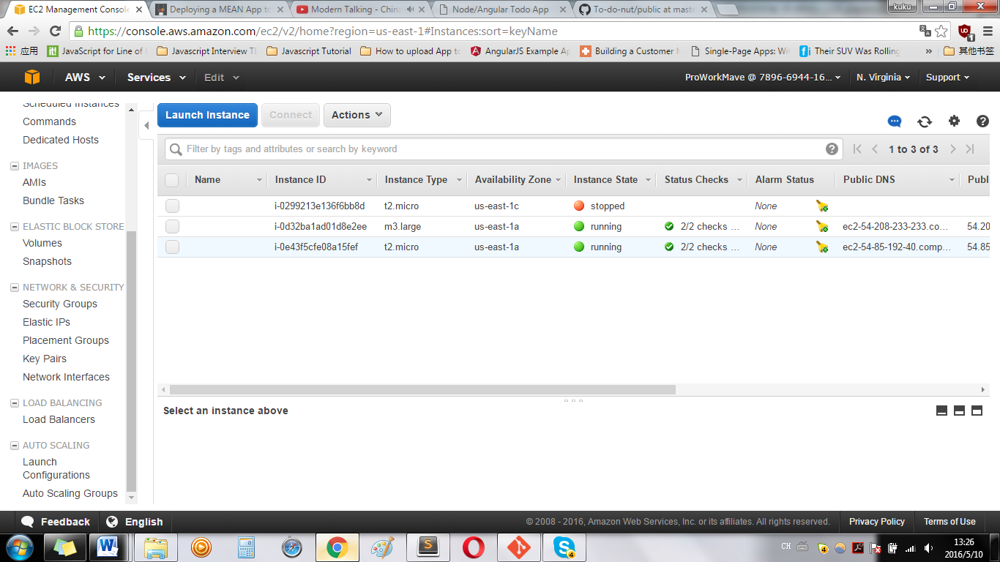 EC2 Management Console
Deploying a MEAN App to
Modern Talking - China
Node/Angular Todo App
To-do-nut/public at maste
kuku
https://console.aws.amazon.com/ec2/v2/home?region=us-east-1#Instances:sort=keyName
应用
JavaScript for Line of
Javascript Interview TE
Javascript Tutorial
How to upload App to
AngularJS Example Ap
Building a Customer
Single-Page Apps: Wi
Their SUV Was Rolling
其他书签
AWS
Services
Edit
ProWorkMave @ 7896-6944-16...
N. Virginia
Support
Scheduled Instances
Commands
Dedicated Hosts
IMAGES
AMIs
Bundle Tasks
ELASTIC BLOCK STORE
Volumes
Snapshots
NETWORK & SECURITY
Security Groups
Elastic IPs
Placement Groups
Key Pairs
Network Interfaces
LOAD BALANCING
Load Balancers
AUTO SCALING
Launch
Configurations
Auto Scaling Groups
Launch Instance
Connect
Actions
Filter by tags and attributes or search by keyword
1 to 3 of 3
Name Instance ID Instance Type Availability Zone Instance State Status Checks Alarm Status Public DNS Publ
i-0299213e136f6bb8d t2.micro us-east-1c stopped None
i-0d32ba1ad01d8e2ee m3.large us-east-1a running 2/2 checks ... None ec2-54-208-233-233.co... 54.20
i-0e43f5cfe08a15fef t2.micro us-east-1a running 2/2 checks ... None ec2-54-85-192-40.comp... 54.85
Select an instance above
Feedback
English
© 2008 - 2016, Amazon Web Services, Inc. or its affiliates. All rights reserved.
Privacy Policy
Terms of Use
CH
13:26
2016/5/10